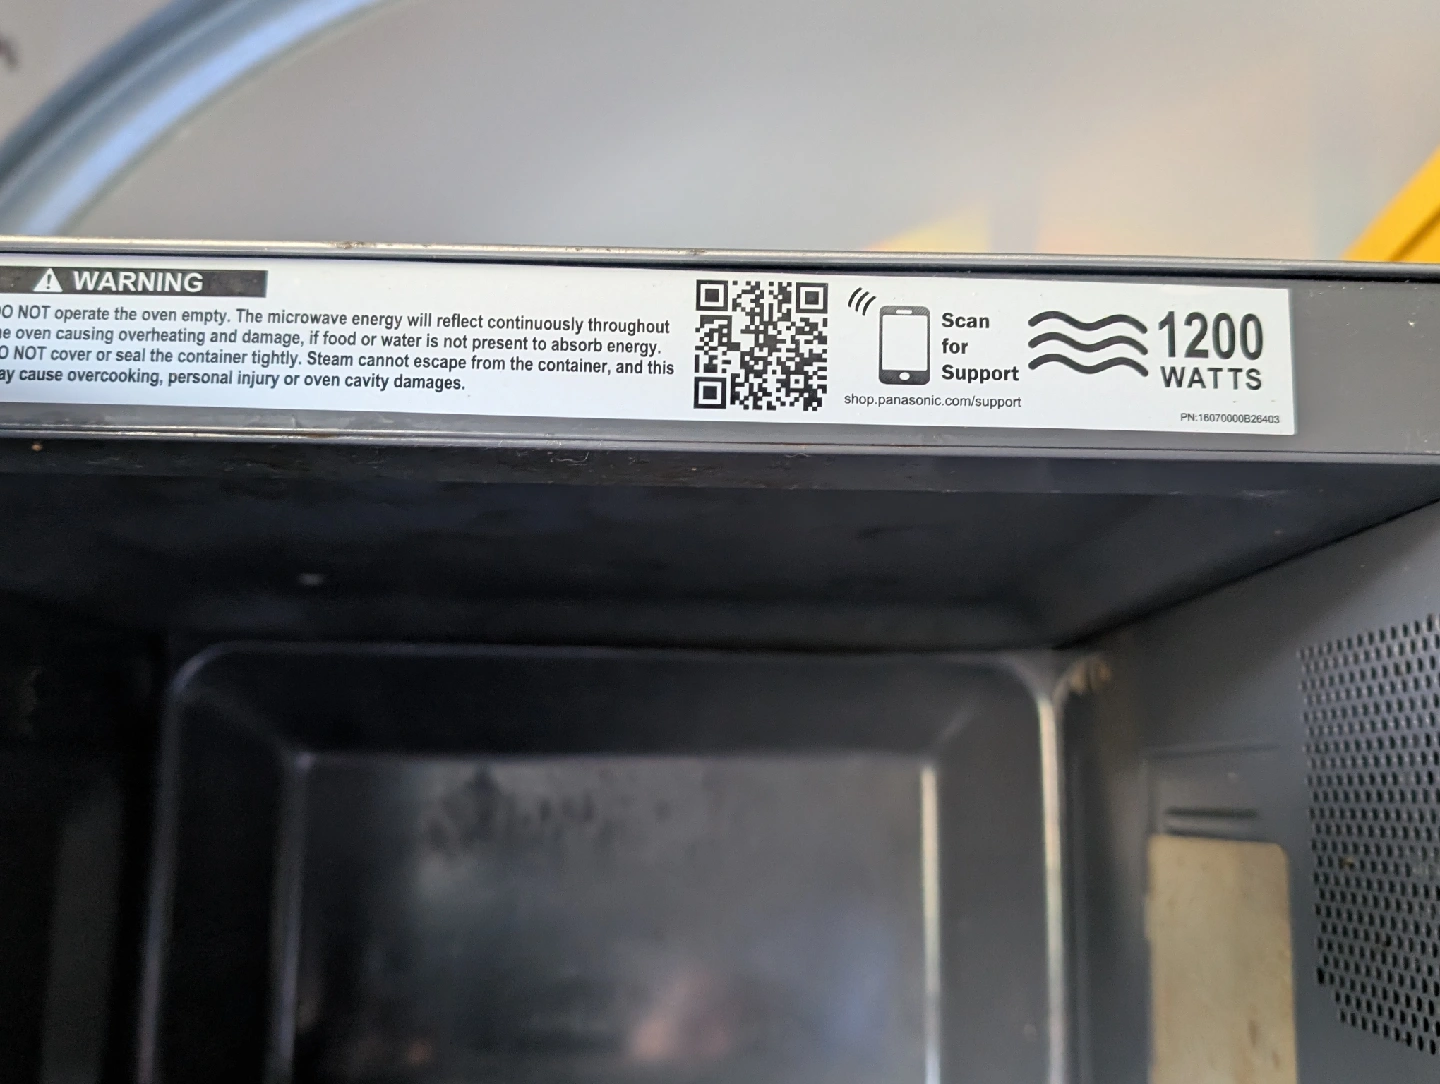 WARNING
DO NOT operate the oven empty. The microwave energy will reflect continuously throughout
oven causing overheating and damage, if food or water is not present to absorb energy.
DO NOT cover or seal the container tightly. Steam cannot escape from the container, and this
may cause overcooking, personal injury or oven cavity damages.
Scan
for
Support
shop.panasonic.com/support
1200
WATTS
PN:16070000B26403